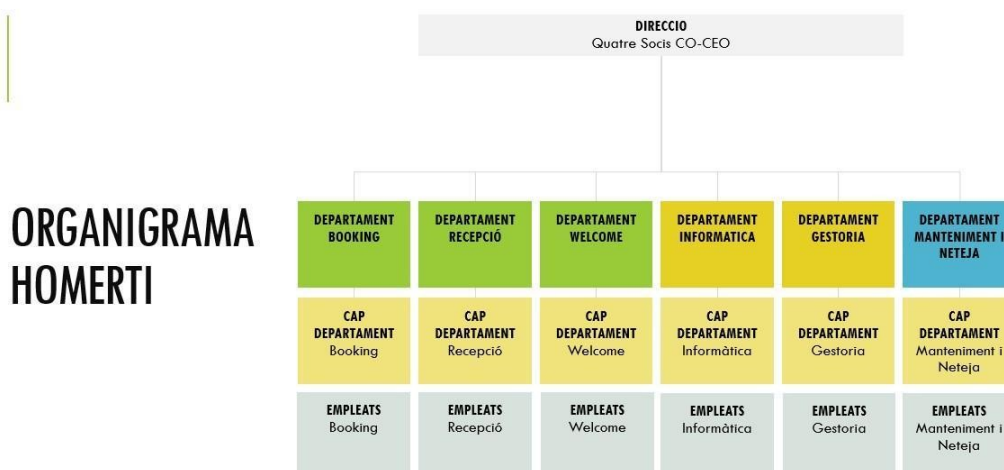 DIRECCIO
Quatre Socis CO-CEO
ORGANIGRAMA
HOMERTI
DEPARTAMENT
BOOKING
DEPARTAMENT
RECEPCIÓ
DEPARTAMENT
WELCOME
DEPARTAMENT
INFORMATICA
DEPARTAMENT
GESTORIA
DEPARTAMENT
MANTENIMENT I
NETEJA
CAP
DEPARTAMENT
Booking
CAP
DEPARTAMENT
Recepció
CAP
DEPARTAMENT
Welcome
CAP
DEPARTAMENT
Informàtica
CAP
DEPARTAMENT
Gestoria
CAP
DEPARTAMENT
Manteniment i
Neteja
EMPLEATS
Booking
EMPLEATS
Recepció
EMPLEATS
Welcome
EMPLEATS
Informàtica
EMPLEATS
Gestoria
EMPLEATS
Manteniment i
Neteja